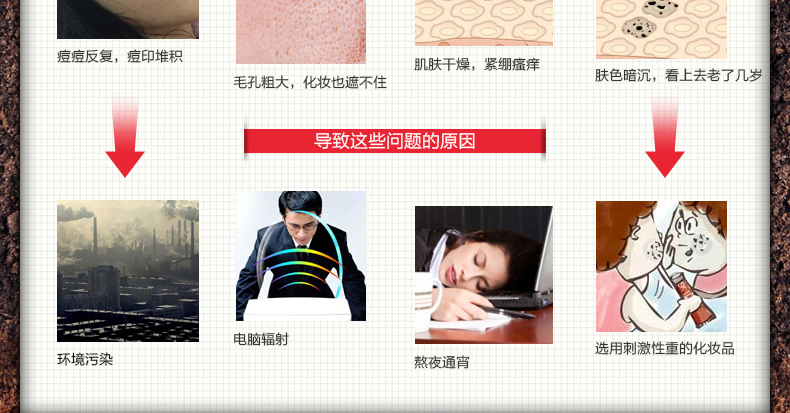 痘痘反复，痘印堆积
毛孔粗大，化妆也遮不住
肌肤干燥，紧绷瘙痒
肤色暗沉，看上去老了几岁
导致这些问题的原因
环境污染
电脑辐射
熬夜通宵
选用刺激性重的化妆品